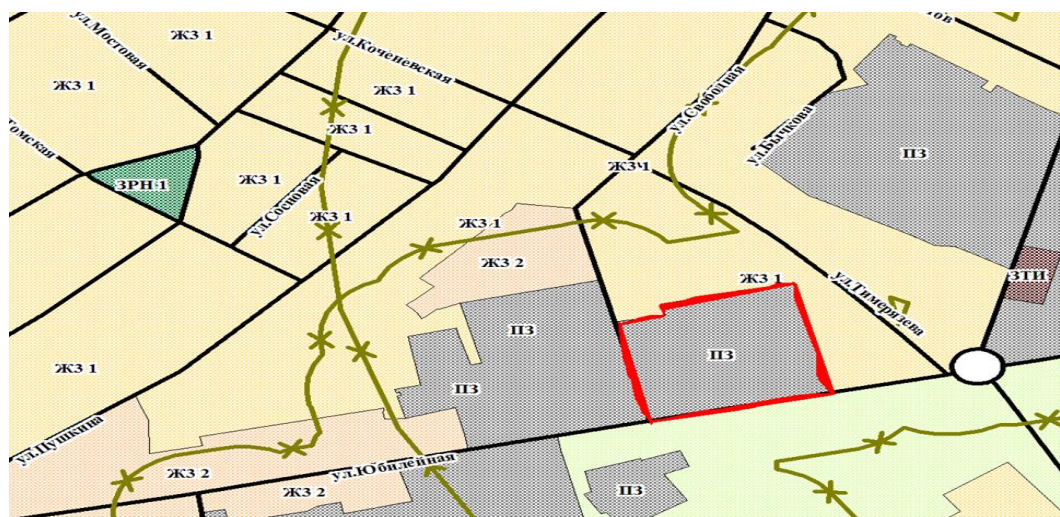 ул.Мостовая
ЖЗ 1
ЖЗ 1
ул.Коченевская
ЖЗ 1
ЖЗ 1
ул.Свободная
ул.Бычкова
ПЗ
ЗРН 1
ЖЗ 1
ул.Сосновая
ЖЗ 1
ЖЗ 1
ЖЗ 1
ЖЗ 2
ЖЗ 1
ЗТИ
ул.Тимерязева
ПЗ
ПЗ
ЖЗ 1
ул.Пушкина
ЖЗ 2
ул.Юбилейная
ЖЗ 2
ПЗ